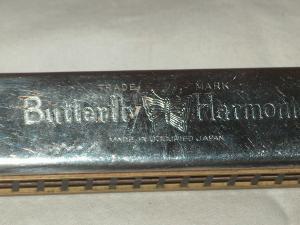 TRADE MARK
Butterfly Harmoni
MADE IN OCCUPIED JAPAN